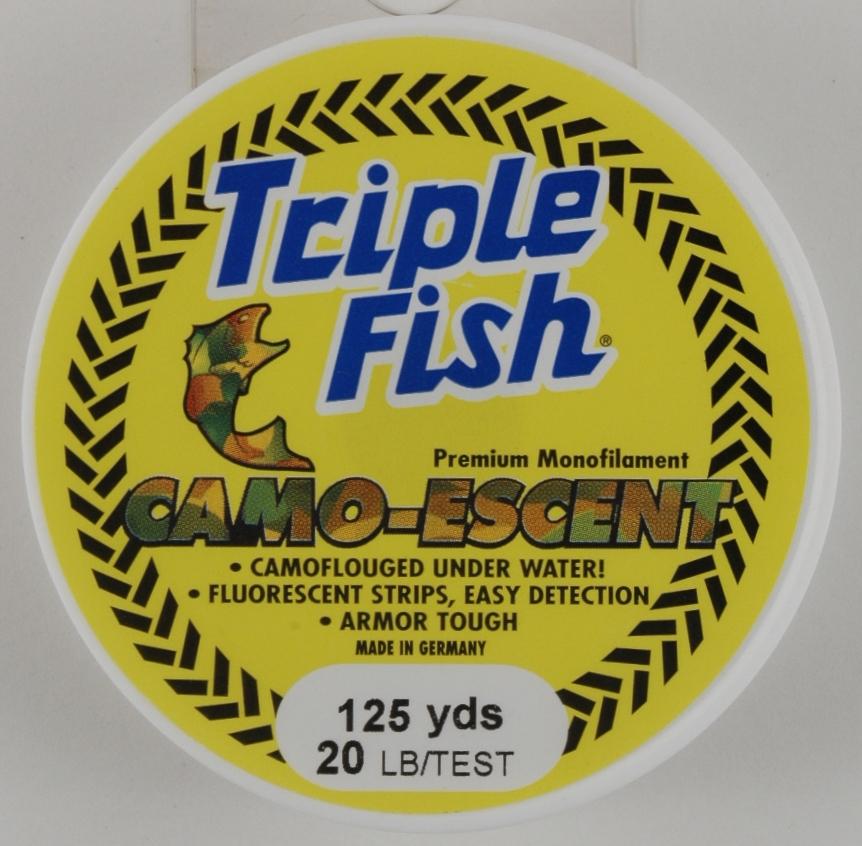 Triple
Fish®
Premium Monofilament
CAMO-ESCENT
• CAMOFLOUGED UNDER WATER!
• FLUORESCENT STRIPS, EASY DETECTION
• ARMOR TOUGH
MADE IN GERMANY
125 yds
20 LB/TEST